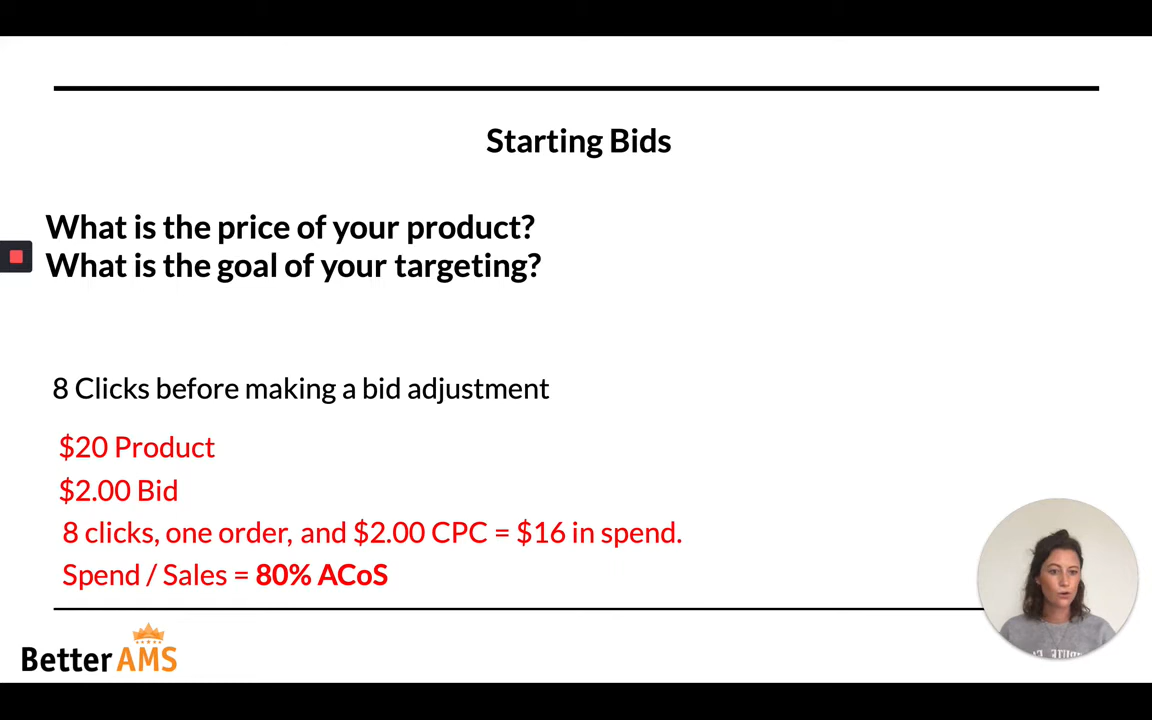 Starting Bids
What is the price of your product?
What is the goal of your targeting?
8 Clicks before making a bid adjustment
$20 Product
$2.00 Bid
8 clicks, one order, and $2.00 CPC = $16 in spend.
Spend / Sales = 80% ACoS
Better AMS